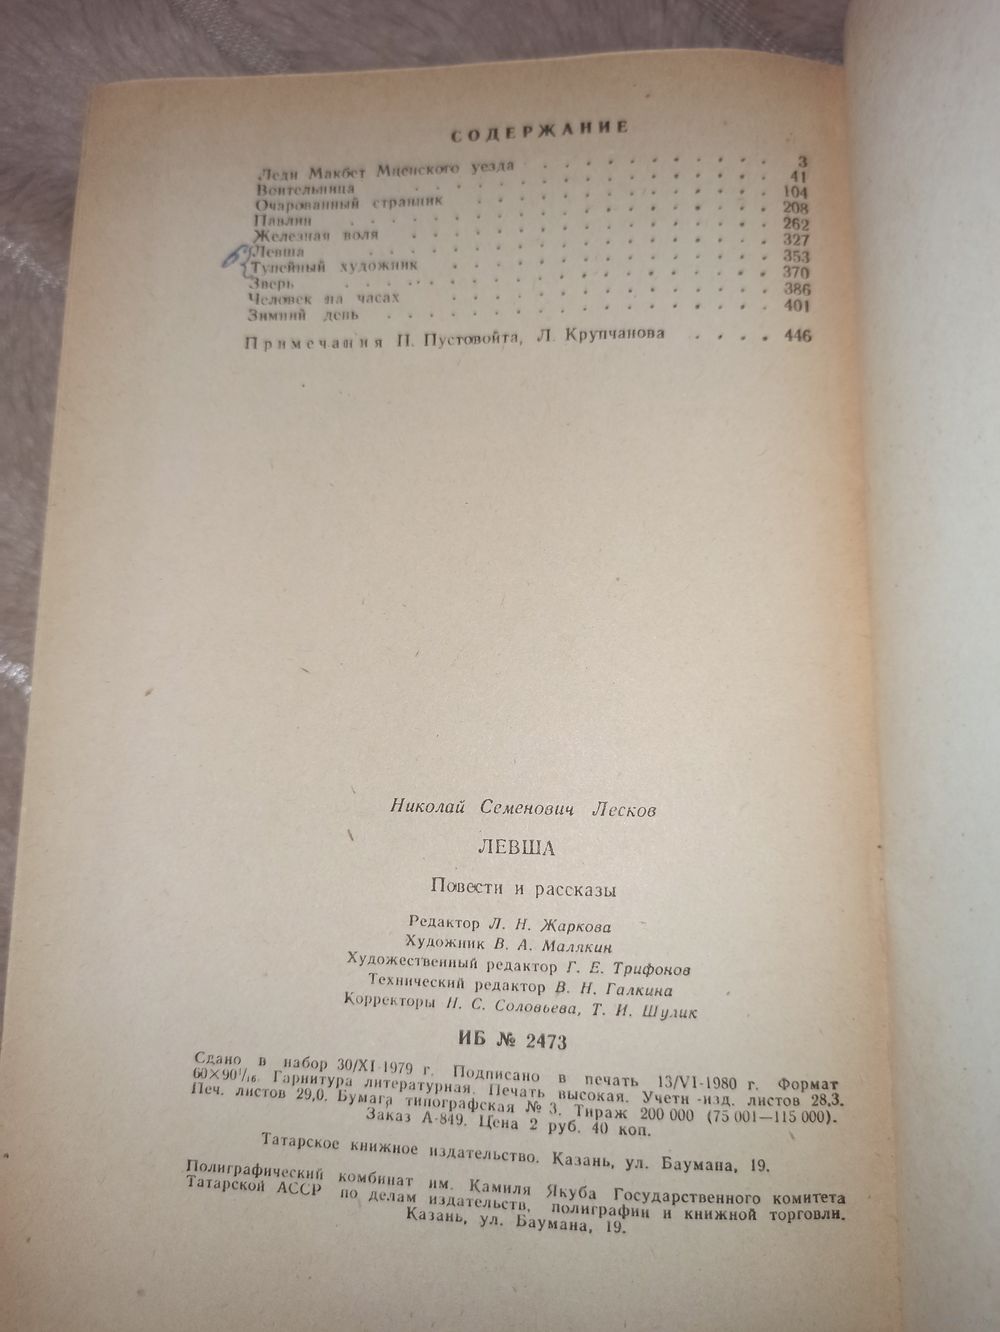 СОДЕРЖАНИЕ
Леди Макбет Мценского уезда . . . . . . . . . . . 3
Воительница . . . . . . . . . . . . . . . . 41
Очарованный странник . . . . . . . . . . . . . 104
Павлин . . . . . . . . . . . . . . . . . 208
Железная воля . . . . . . . . . . . . . . . 262
Левша . . . . . . . . . . . . . . . . . 327
Тупейный художник . . . . . . . . . . . . . . 353
Зверь . . . . . . . . . . . . . . . . . 370
Человек на часах . . . . . . . . . . . . . . 386
Зимний день . . . . . . . . . . . . . . . . 401
Примечания П. Пустовойта, Л. Крупчанова . . . . 446
Николай Семенович Лесков
ЛЕВША
Повести и рассказы
Редактор Л. Н. Жаркова
Художник В. А. Малякин
Художественный редактор Г. Е. Трифонов
Технический редактор В. Н. Галкина
Корректоры Н. С. Соловьева, Т. И. Шулик
ИБ № 2473
Сдано в набор 30/XI-1979 г. Подписано в печать 13/VI-1980 г. Формат
60×90¹/₁₆. Гарнитура литературная. Печать высокая. Учетн-изд. листов 28,3.
Печ. листов 29,0. Бумага типографская № 3. Тираж 200 000 (75 001—115 000).
Заказ А-849. Цена 2 руб. 40 коп.
Татарское книжное издательство. Казань, ул. Баумана, 19.
Полиграфический комбинат им. Камиля Якуба Государственного комитета
Татарской АССР по делам издательств, полиграфии и книжной торговли.
Казань, ул. Баумана, 19.